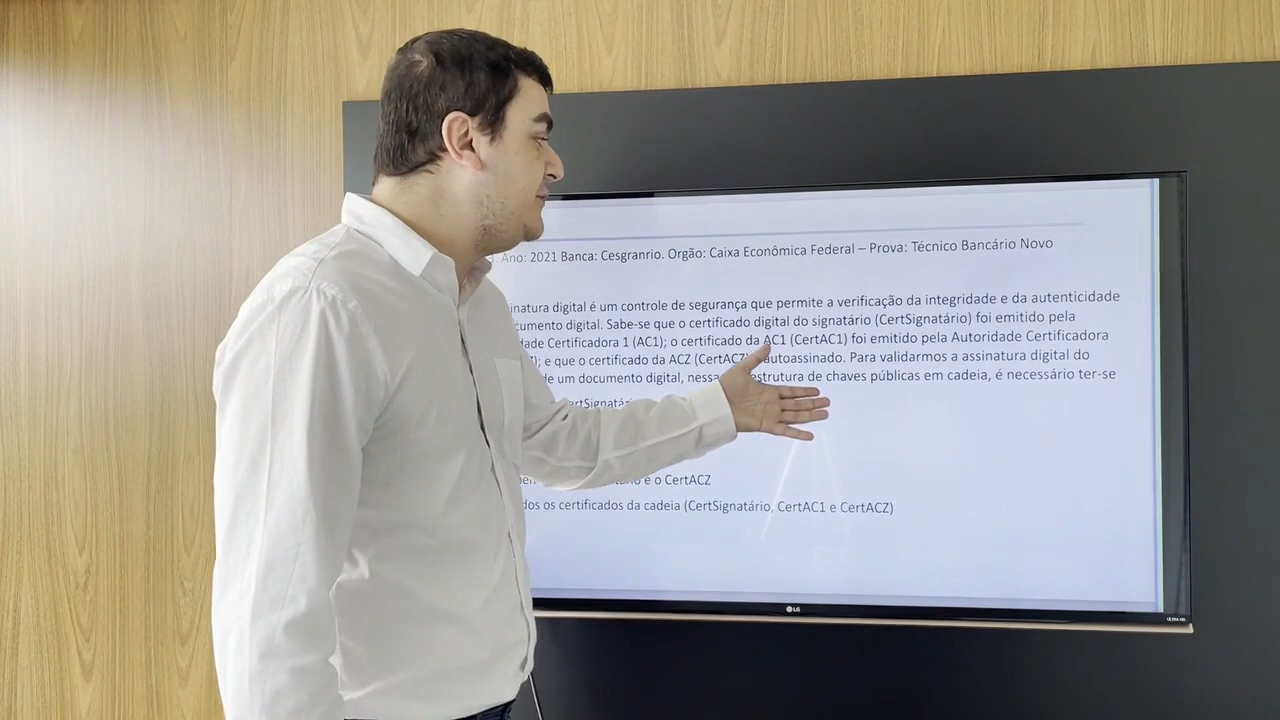 Ano: 2021 Banca: Cesgranrio. Orgão: Caixa Econômica Federal – Prova: Técnico Bancário Novo
digital é um controle de segurança que permite a verificação da integridade e da autenticidade
digital. Sabe-se que o certificado digital do signatário (CertSignatário) foi emitido pela
Certificadora 1 (AC1); o certificado da AC1 (CertAC1) foi emitido pela Autoridade Certificadora
e que o certificado da ACZ (CertACZ) autoassinado. Para validarmos a assinatura digital do
de um documento digital, nessa estrutura de chaves públicas em cadeia, é necessário ter-se
e o CertACZ
os certificados da cadeia (CertSignatário, CertAC1 e CertACZ)
LG
ULTRA HD